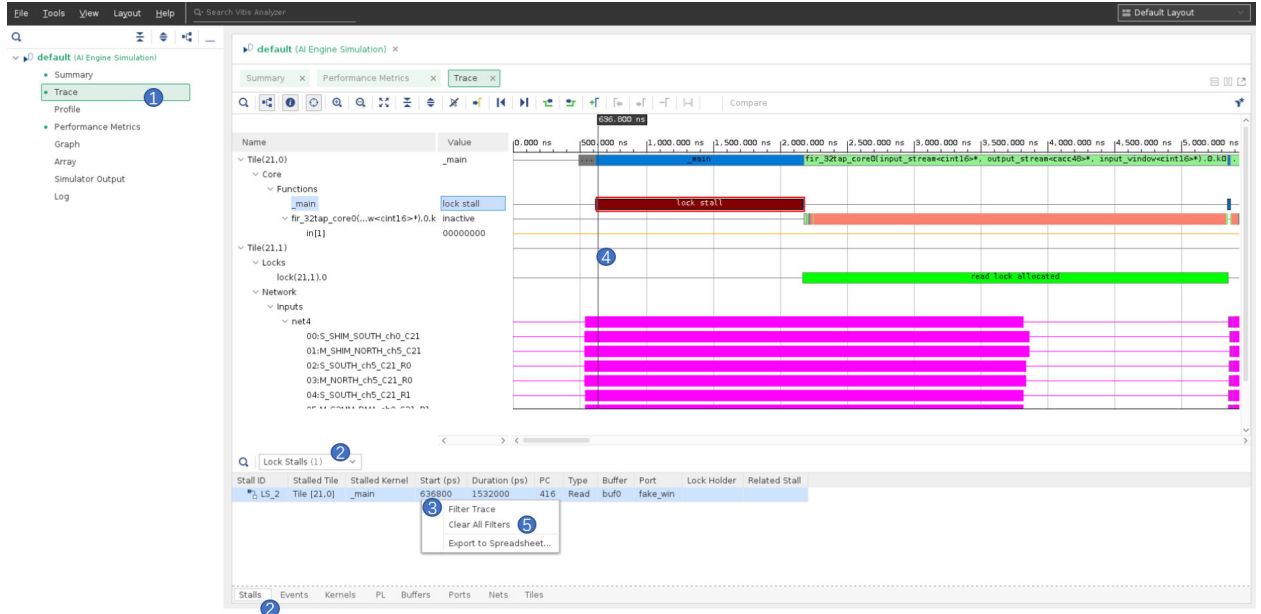 File Tools View Layout Help Q- Search Vitis Analyzer Default Layout
default (AI Engine Simulation)
Summary
Trace
1
Profile
Performance Metrics
Graph
Array
Simulator Output
Log
default (AI Engine Simulation) ×
Summary × Performance Metrics × Trace ×
Compare
636.800 ns
Name Value 0.000 ns 500.000 ns 1,000.000 ns 1,500.000 ns 2,000.000 ns 2,500.000 ns 3,000.000 ns 3,500.000 ns 4,000.000 ns 4,500.000 ns 5,000.000 ns
Tile(21,0) _main ... _main fir_32tap_core0(input_stream<cint16>*, output_stream<cacc48>*, input_window<cint16>*).0.k0 .
Core
Functions
_main lock stall lock stall
fir_32tap_core0(...w<cint16>*).0.k inactive
in[1] 00000000
Tile(21,1)
4
Locks
lock(21,1).0 read lock allocated
Network
Inputs
net4
00:S_SHIM_SOUTH_ch0_C21
01:M_SHIM_NORTH_ch5_C21
02:S_SOUTH_ch5_C21_R0
03:M_NORTH_ch5_C21_R0
04:S_SOUTH_ch5_C21_R1
05:M_S2MM_DMA_ch0_C21_R1
2
Lock Stalls (1)
Stall ID Stalled Tile Stalled Kernel Start (ps) Duration (ps) PC Type Buffer Port Lock Holder Related Stall
LS_2 Tile [21,0] _main 636800 1532000 416 Read buf0 fake_win
3 Filter Trace
Clear All Filters 5
Export to Spreadsheet...
Stalls Events Kernels PL Buffers Ports Nets Tiles
2